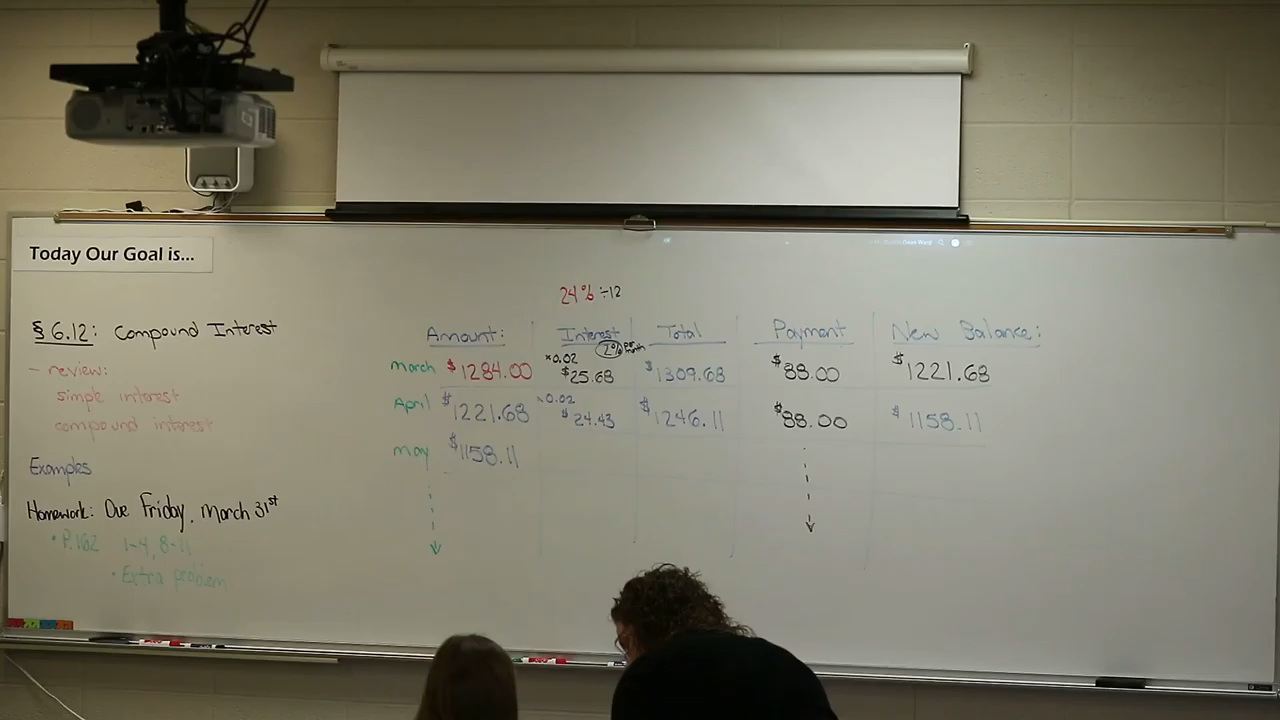 Today Our Goal is...
§ 6.12: Compound Interest
- review:
simple interest
compound interest
Examples
Homework: Due Friday, March 31st
• P. 162 1-4, 8-11
• Extra problem
24% ÷12
Amount: Interest Total Payment New Balance:
2% per month
March $1284.00 ×0.02 $25.68 $1309.68 $88.00 $1221.68
April $1221.68 ×0.02 $24.43 $1246.11 $88.00 $1158.11
May $1158.11